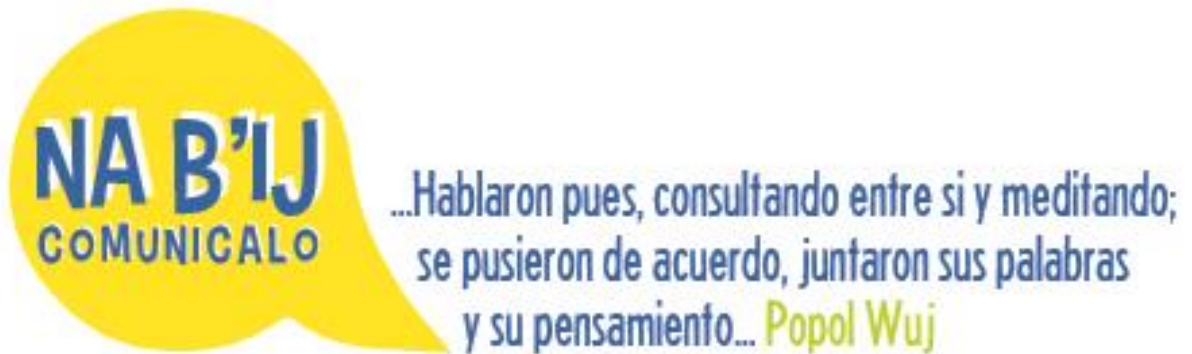 NA B'IJ
COMUNICALO
...Hablaron pues, consultando entre si y meditando;
se pusieron de acuerdo, juntaron sus palabras
y su pensamiento... Popol Wuj